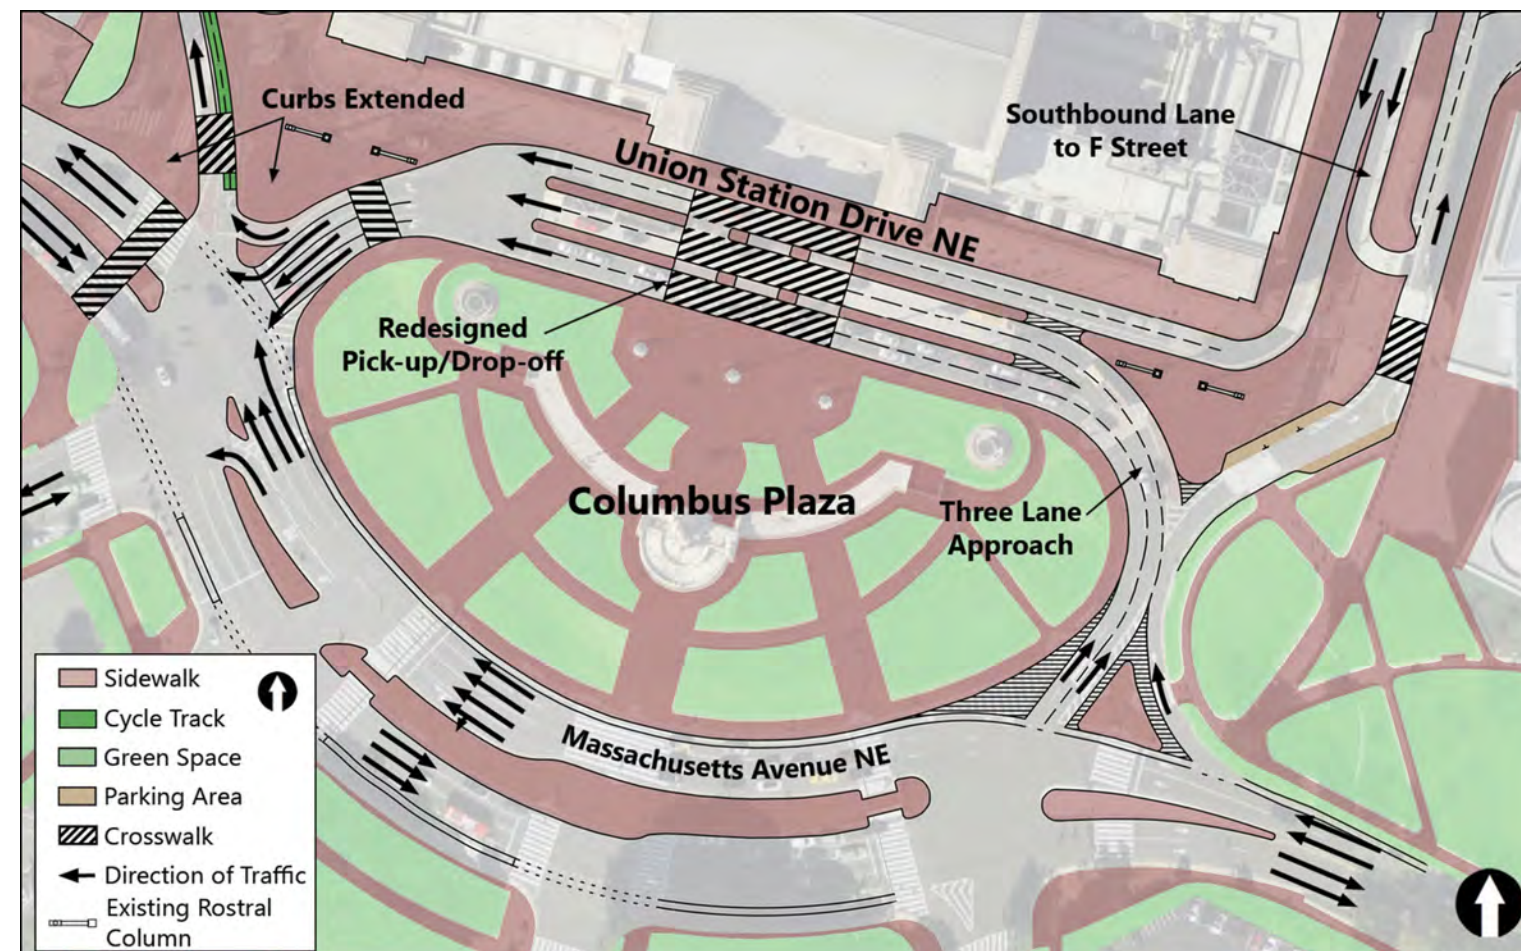 Curbs Extended
Southbound Lane
to F Street
Union Station Drive NE
Redesigned
Pick-up/Drop-off
Columbus Plaza
Three Lane
Approach
Massachusetts Avenue NE
Sidewalk
Cycle Track
Green Space
Parking Area
Crosswalk
Direction of Traffic
Existing Rostral
Column